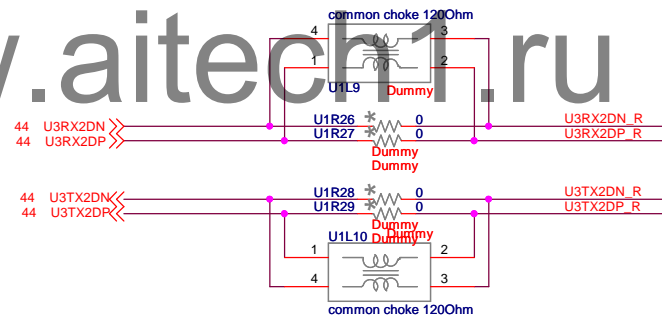 common choke 120Ohm
4 3
1 2
U1L9 Dummy
w.aitech1.ru
44 U3RX2DN U1R26 * 0 U3RX2DN_R
44 U3RX2DP U1R27 * 0 U3RX2DP_R
Dummy
Dummy
44 U3TX2DN U1R28 * 0 U3TX2DN_R
44 U3TX2DP U1R29 * 0 U3TX2DP_R
Dummy
U1L10 Dummy Dummy
1 2
4 3
common choke 120Ohm